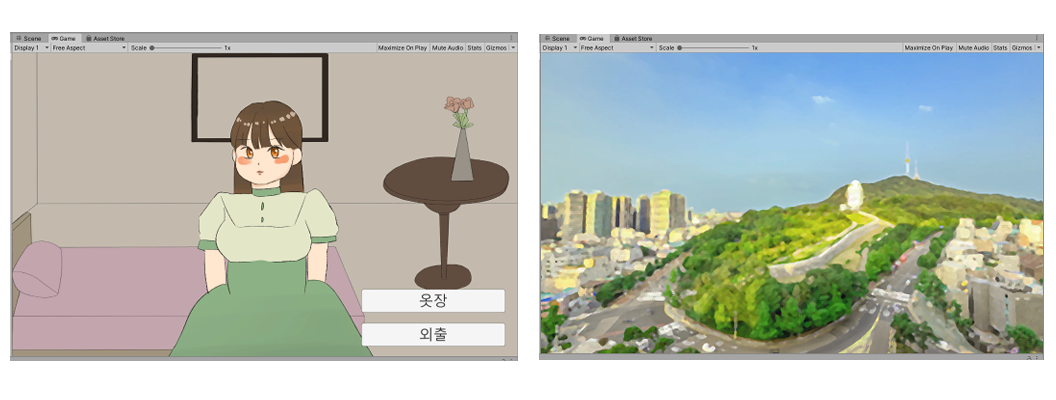 Scene Game Asset Store
Display 1 Free Aspect Scale 1x Maximize On Play Mute Audio Stats Gizmos
옷장
외출
Scene Game Asset Store
Display 1 Free Aspect Scale 1x Maximize On Play Mute Audio Stats Gizmos